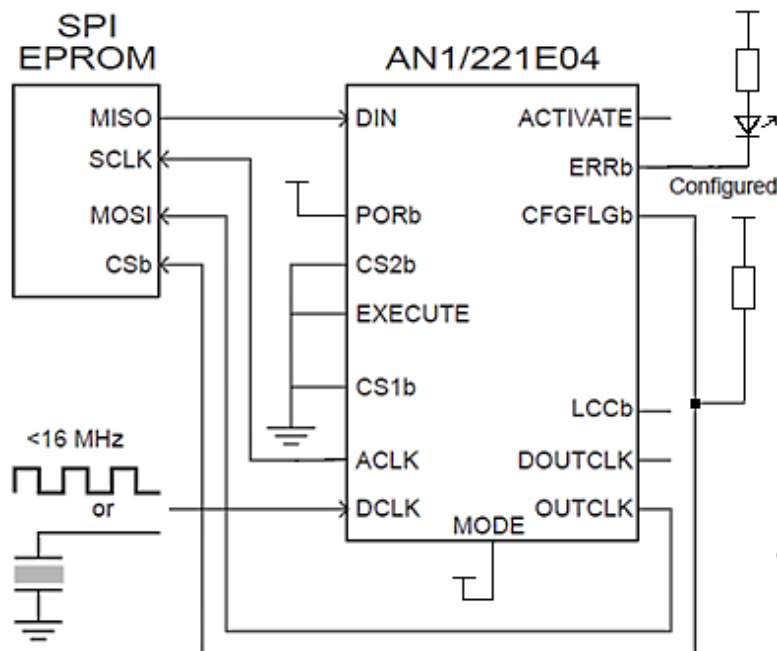 SPI
EPROM
MISO
SCLK
MOSI
CSb
AN1/221E04
DIN
PORb
CS2b
EXECUTE
CS1b
ACLK
DCLK
MODE
ACTIVATE
ERRb
CFGFLGb
LCCb
DOUTCLK
OUTCLK
Configured
<16 MHz
or